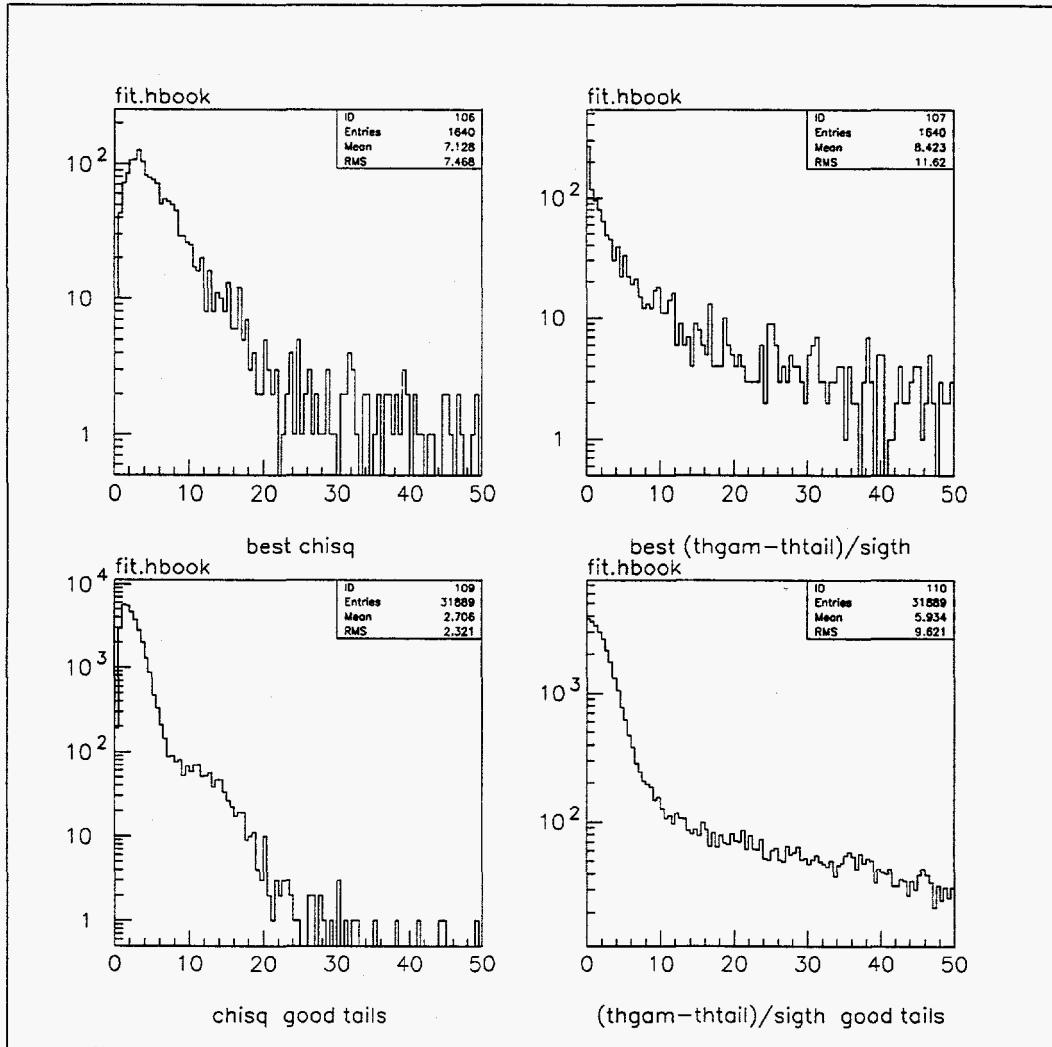 fit.hbook
ID 106
Entries 1640
Mean 7.128
RMS 7.468
10^2
10
1
0 10 20 30 40 50
best chisq
fit.hbook
ID 107
Entries 1640
Mean 8.423
RMS 11.62
10^2
10
1
0 10 20 30 40 50
best (thgam-thtail)/sigth
fit.hbook
ID 109
Entries 31889
Mean 2.706
RMS 2.321
10^4
10^3
10^2
10
1
0 10 20 30 40 50
chisq good tails
fit.hbook
ID 110
Entries 31889
Mean 5.934
RMS 9.621
10^3
10^2
0 10 20 30 40 50
(thgam-thtail)/sigth good tails